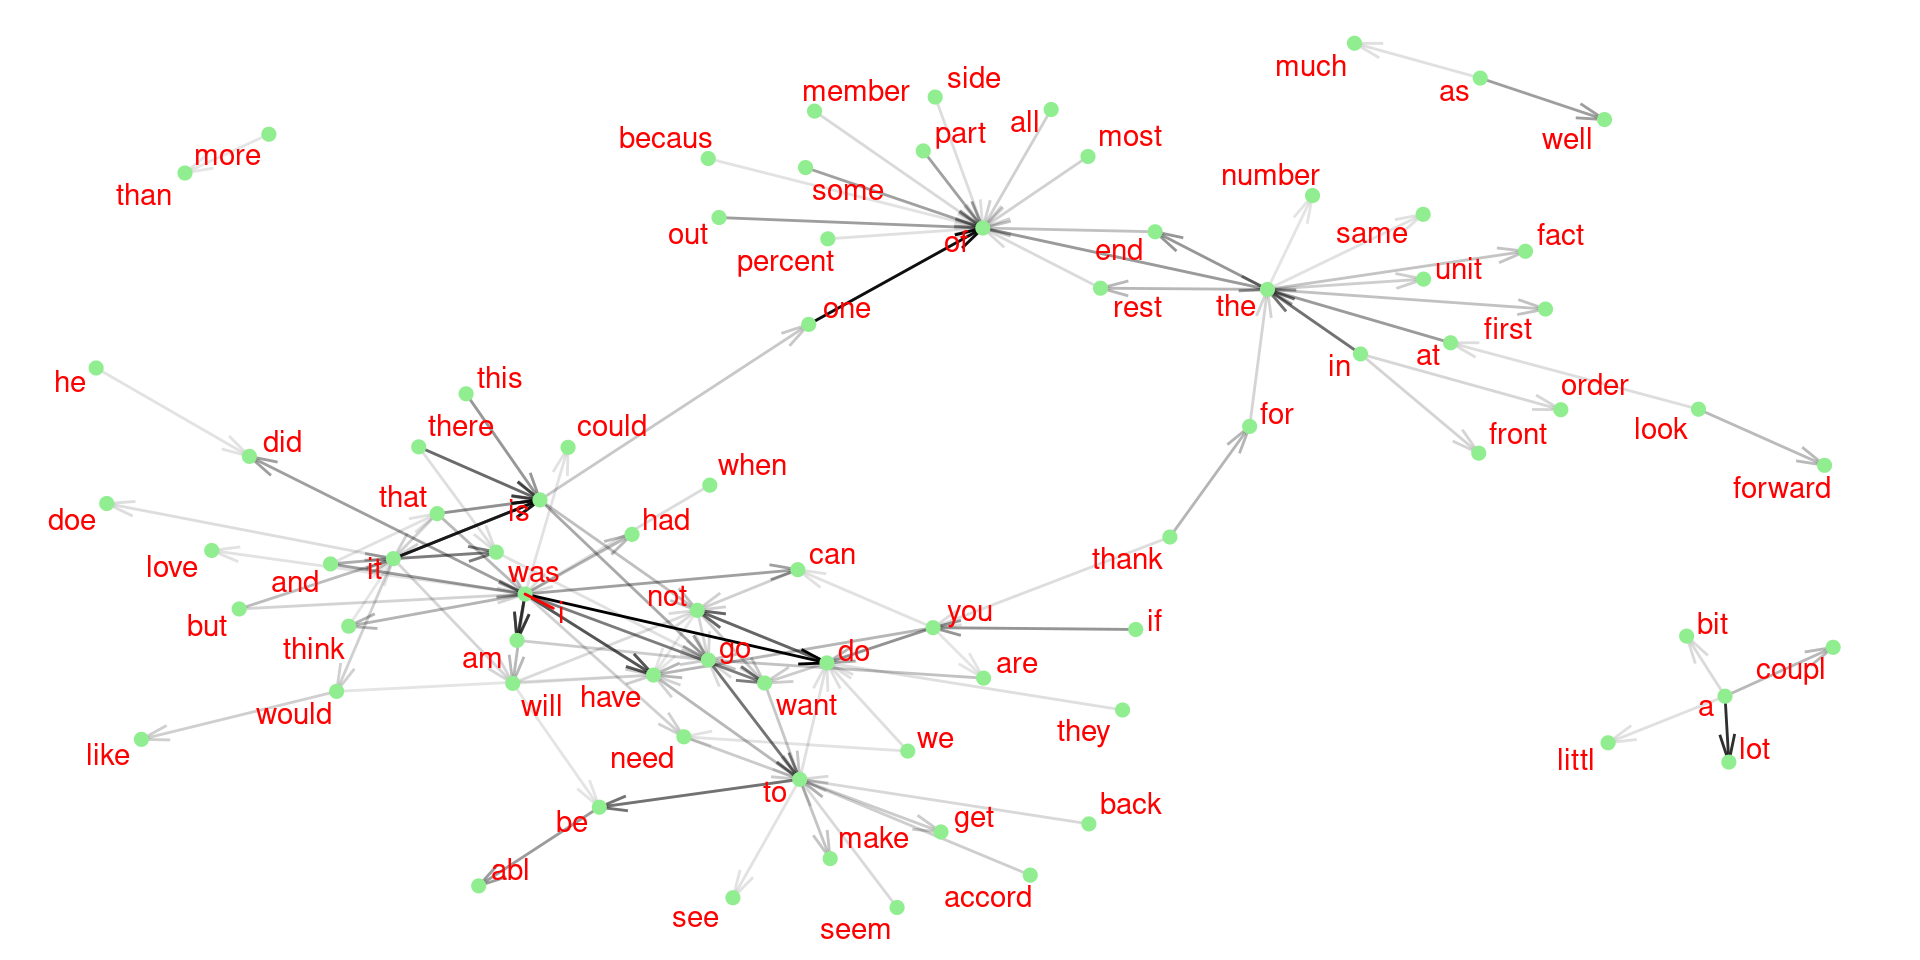 much
as
well
side
member
all
part
most
becaus
more
than
some
number
out
of
end
same
fact
percent
unit
one
rest
the
first
in
at
he
this
order
there
could
for
look
front
did
when
forward
that
is
had
doe
can
thank
love
and
it
was
but
not
i
you
if
bit
think
am
go
do
are
coupl
have
will
want
a
would
they
like
need
we
littl
lot
to
back
be
get
make
abl
accord
see
seem